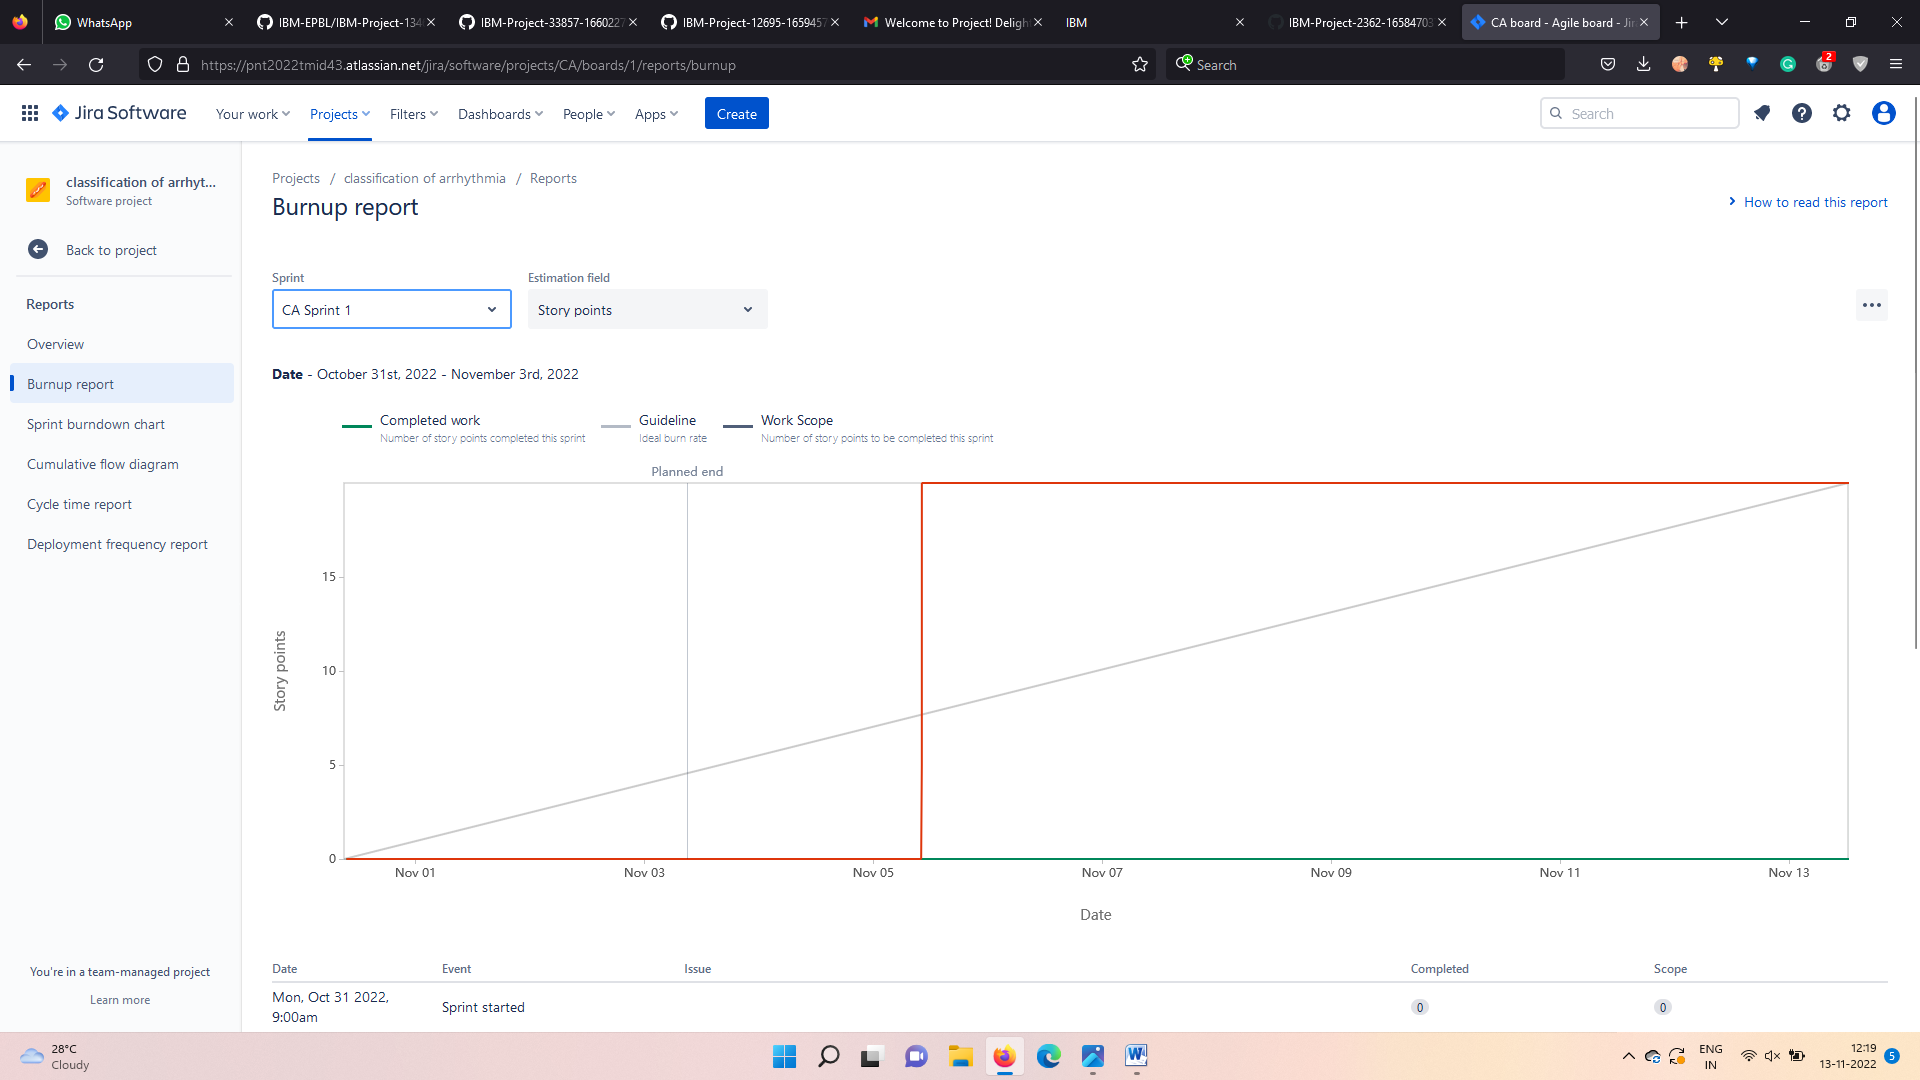 WhatsApp
IBM-EPBL/IBM-Project-134
IBM-Project-33857-1660227
IBM-Project-12695-1659457
Welcome to Project! Deligh
IBM
IBM-Project-2362-16584703
CA board - Agile board - Jir
https://pnt2022tmid43.atlassian.net/jira/software/projects/CA/boards/1/reports/burnup
Search
2
Jira Software
Your work
Projects
Filters
Dashboards
People
Apps
Create
Search
classification of arrhyt...
Software project
Back to project
Reports
Overview
Burnup report
Sprint burndown chart
Cumulative flow diagram
Cycle time report
Deployment frequency report
You're in a team-managed project
Learn more
Projects / classification of arrhythmia / Reports
Burnup report
How to read this report
Sprint
CA Sprint 1
Estimation field
Story points
Date - October 31st, 2022 - November 3rd, 2022
Completed work
Number of story points completed this sprint
Guideline
Ideal burn rate
Work Scope
Number of story points to be completed this sprint
Planned end
15
10
5
0
Story points
Nov 01
Nov 03
Nov 05
Nov 07
Nov 09
Nov 11
Nov 13
Date
Date Event Issue Completed Scope
Mon, Oct 31 2022,
9:00am
Sprint started
0
0
28°C
Cloudy
ENG
IN
12:19
13-11-2022
5